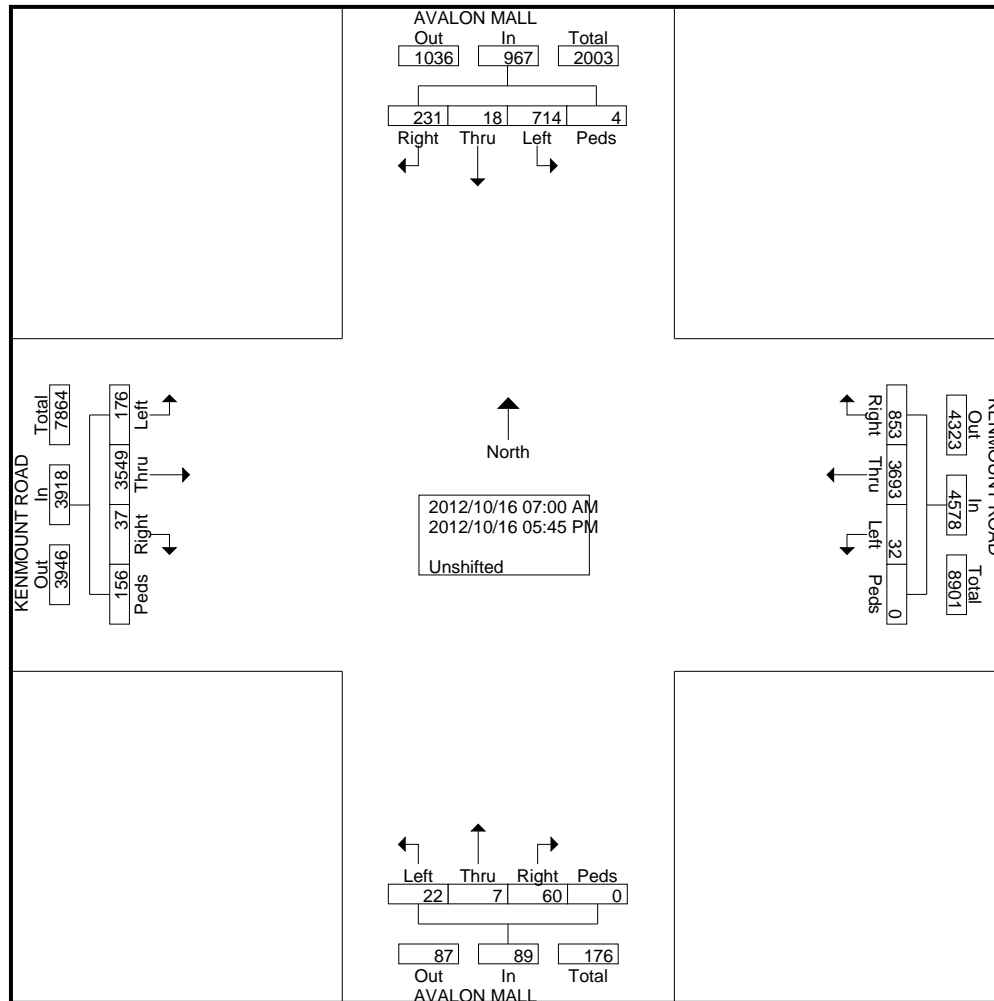 AVALON MALL
Out In Total
1036 967 2003
231 18 714 4
Right Thru Left Peds
KENMOUNT ROAD
Total In Out
7864 3918 3946
176 3549 37 156
Left Thru Right Peds
North
2012/10/16 07:00 AM
2012/10/16 05:45 PM
Unshifted
KENMOUNT ROAD
Out In Total
4323 4578 8901
853 3693 32 0
Right Thru Left Peds
Left Thru Right Peds
22 7 60 0
87 89 176
Out In Total
AVALON MALL